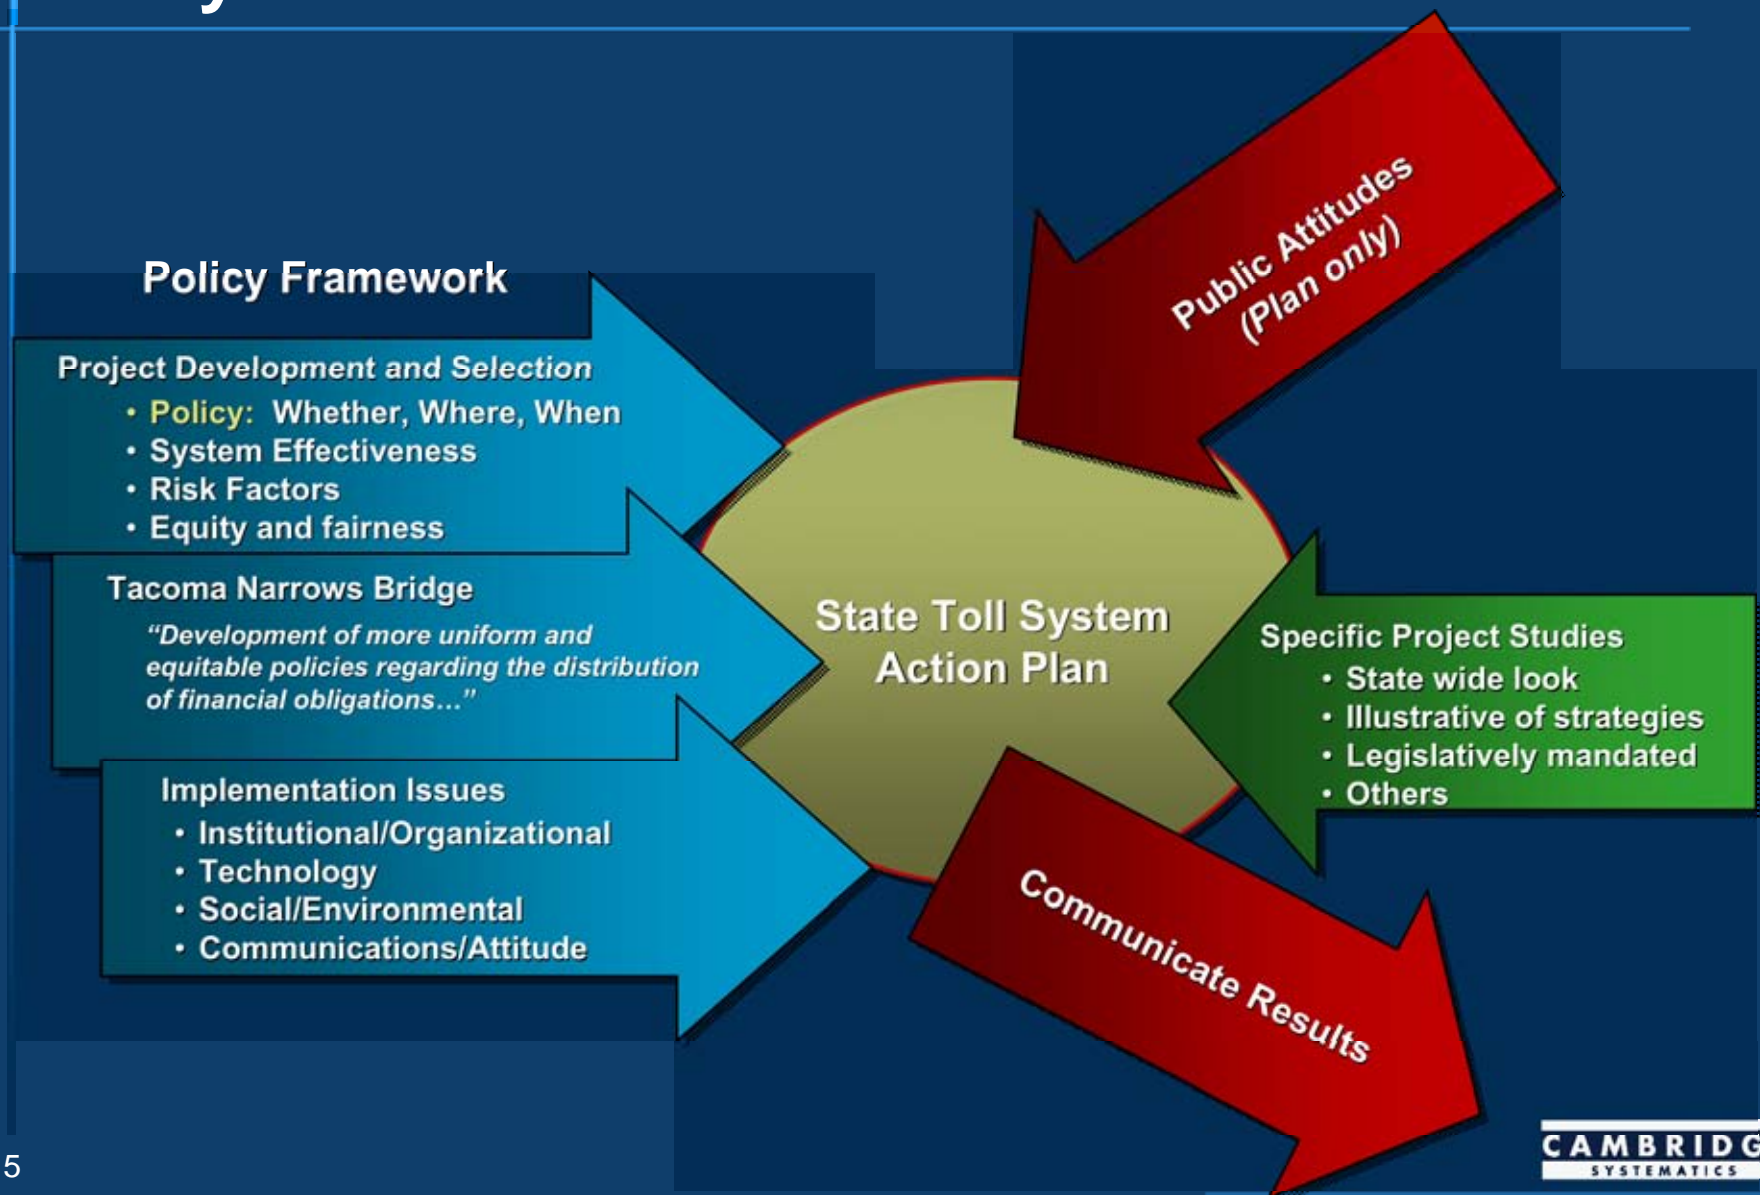 Policy Framework
Project Development and Selection
• Policy: Whether, Where, When
• System Effectiveness
• Risk Factors
• Equity and fairness
Tacoma Narrows Bridge
“Development of more uniform and
equitable policies regarding the distribution
of financial obligations…”
Implementation Issues
• Institutional/Organizational
• Technology
• Social/Environmental
• Communications/Attitude
State Toll System
Action Plan
Public Attitudes
(Plan only)
Specific Project Studies
• State wide look
• Illustrative of strategies
• Legislatively mandated
• Others
Communicate Results
5
CAMBRIDG
SYSTEMATICS